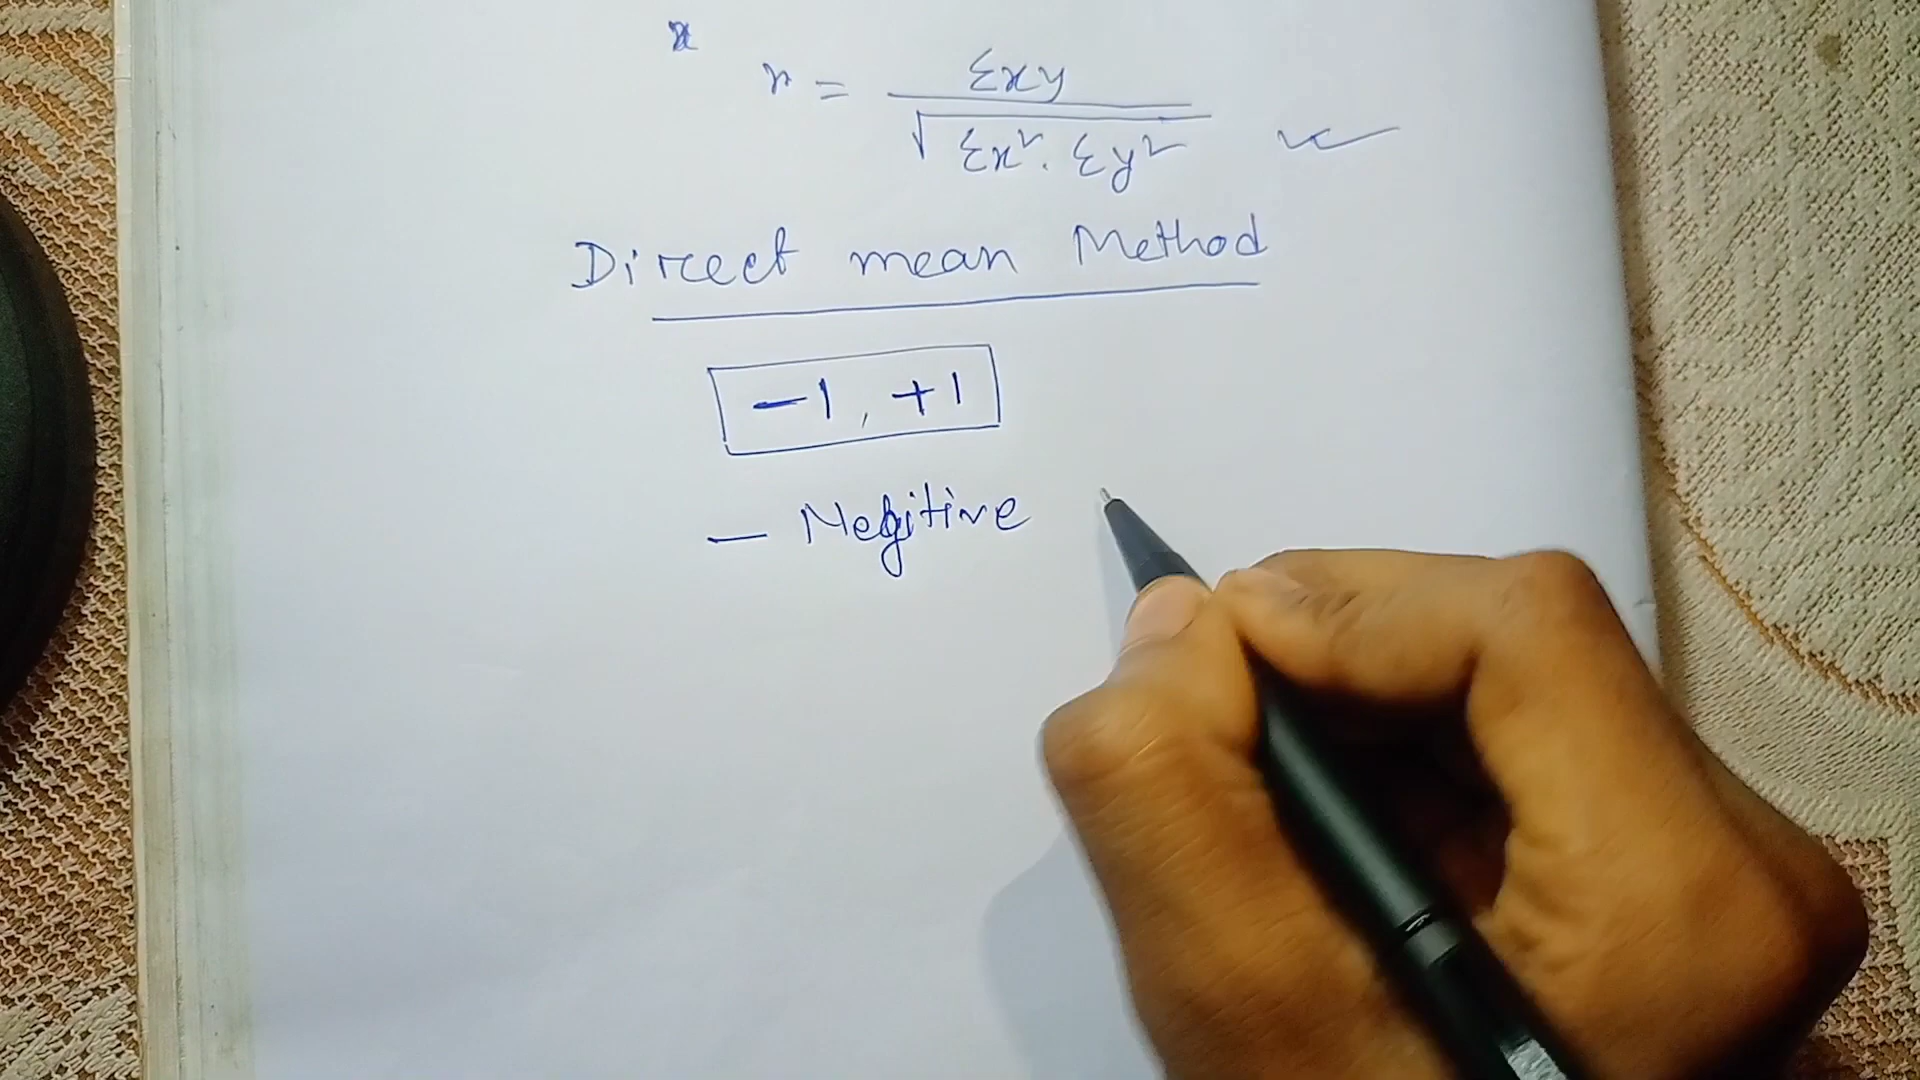 r = Σxy / √Σx². Σy²
Direct mean Method
-1, +1
- Negitive